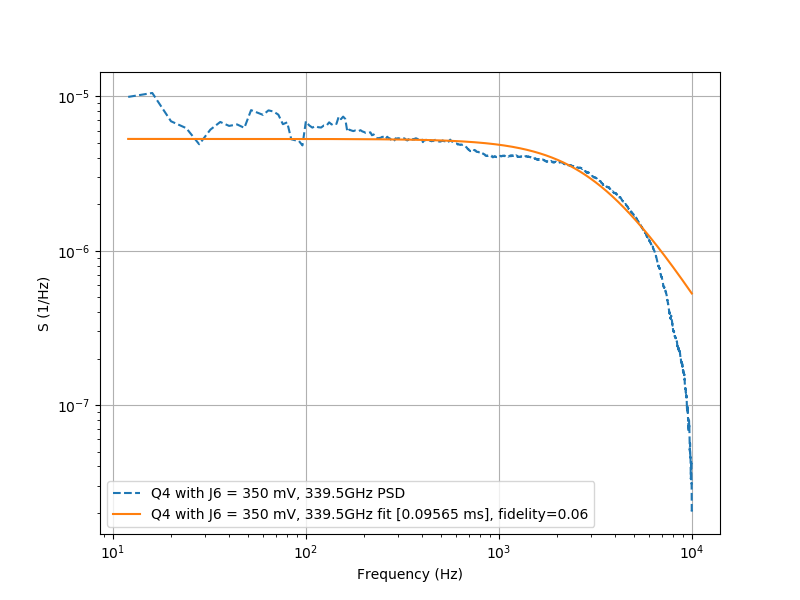 10⁻⁵
10⁻⁶
10⁻⁷
S (1/Hz)
Q4 with J6 = 350 mV, 339.5GHz PSD
Q4 with J6 = 350 mV, 339.5GHz fit [0.09565 ms], fidelity=0.06
10¹ 10² 10³ 10⁴
Frequency (Hz)